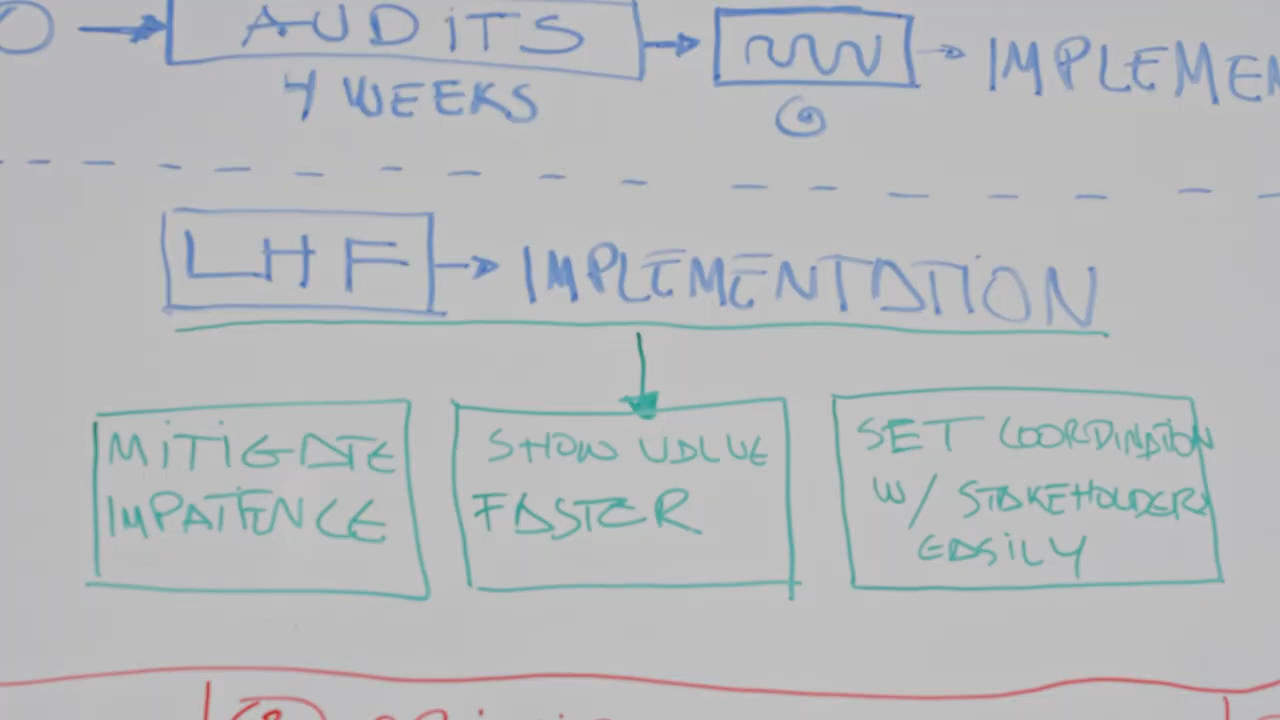 AUDITS
4 WEEKS
IMPLEMEN
LHF → IMPLEMENTATION
MITIGATE
IMPATIENCE
SHOW VALUE
FASTER
SET COORDINATION
W/ STAKEHOLDERS
EASILY